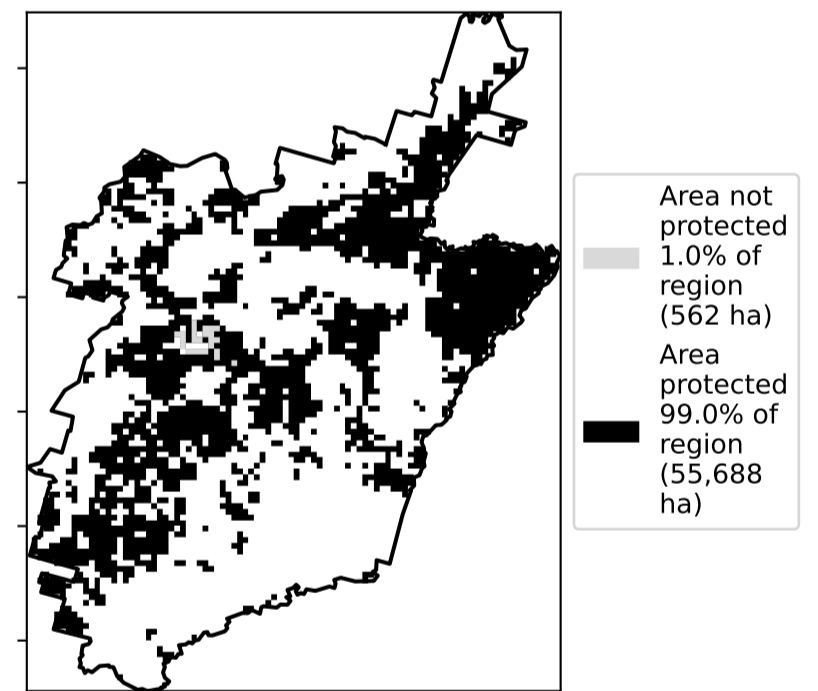 Area not
protected
1.0% of
region
(562 ha)
Area
protected
99.0% of
region
(55,688
ha)